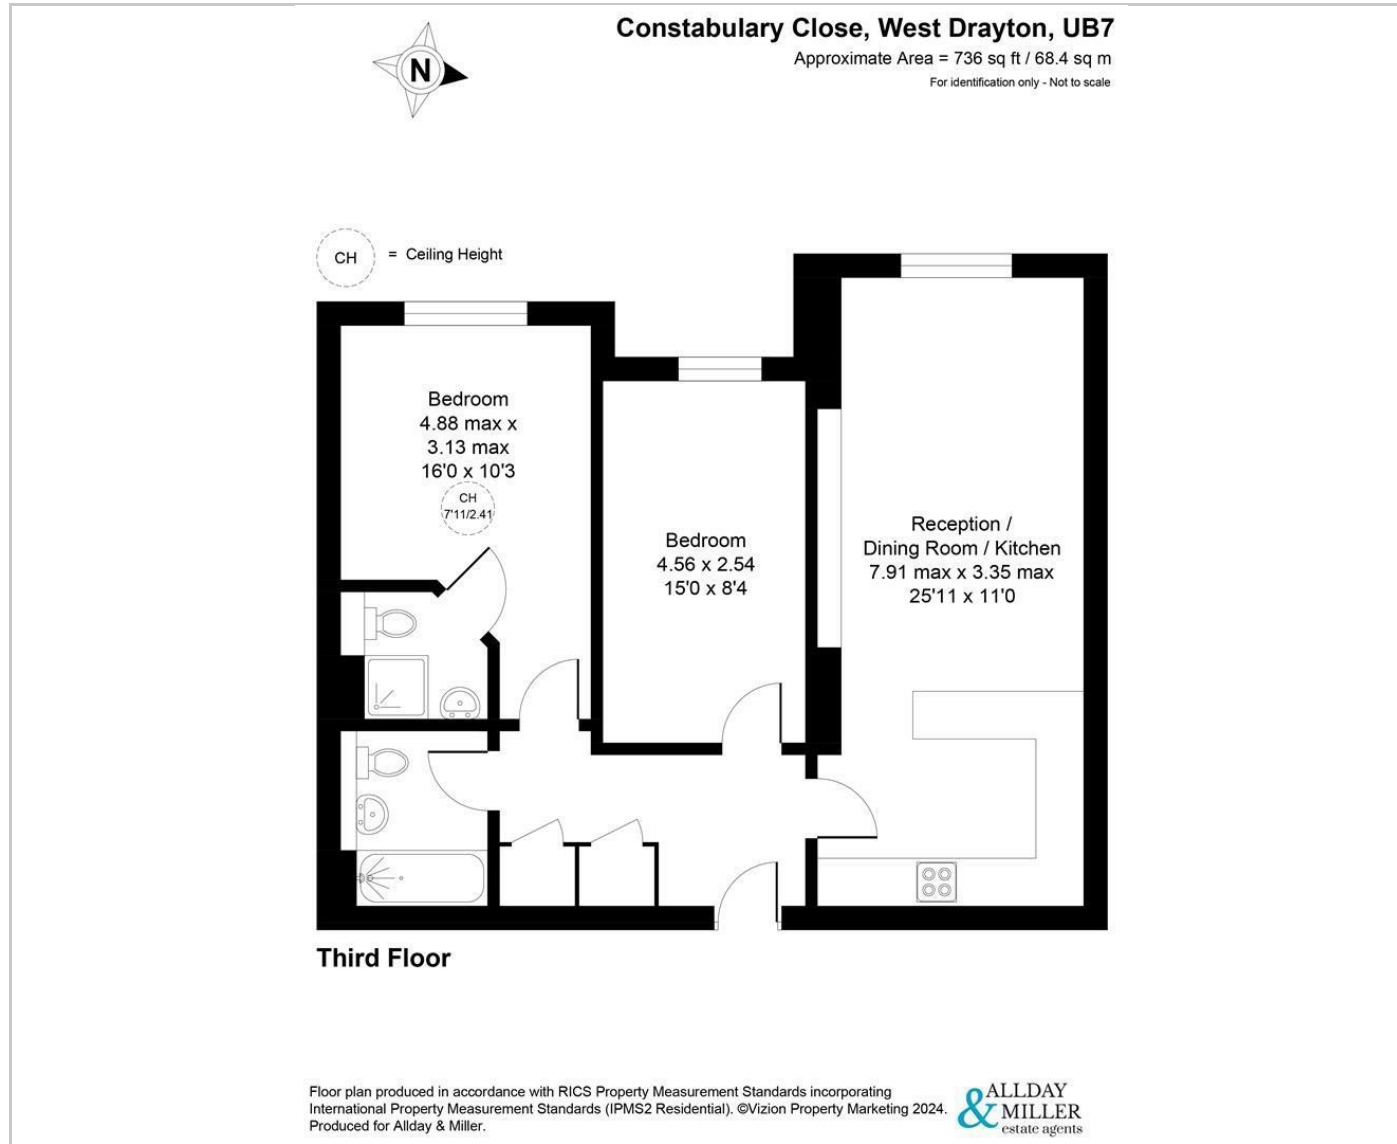 Constabulary Close, West Drayton, UB7
Approximate Area = 736 sq ft / 68.4 sq m
For identification only - Not to scale
N
CH = Ceiling Height
Bedroom
4.88 max x
3.13 max
16'0 x 10'3
CH
7'11/2.41
Bedroom
4.56 x 2.54
15'0 x 8'4
Reception /
Dining Room / Kitchen
7.91 max x 3.35 max
25'11 x 11'0
Third Floor
Floor plan produced in accordance with RICS Property Measurement Standards incorporating
International Property Measurement Standards (IPMS2 Residential). ©Vizion Property Marketing 2024.
Produced for Allday & Miller.
ALLDAY
& MILLER
estate agents